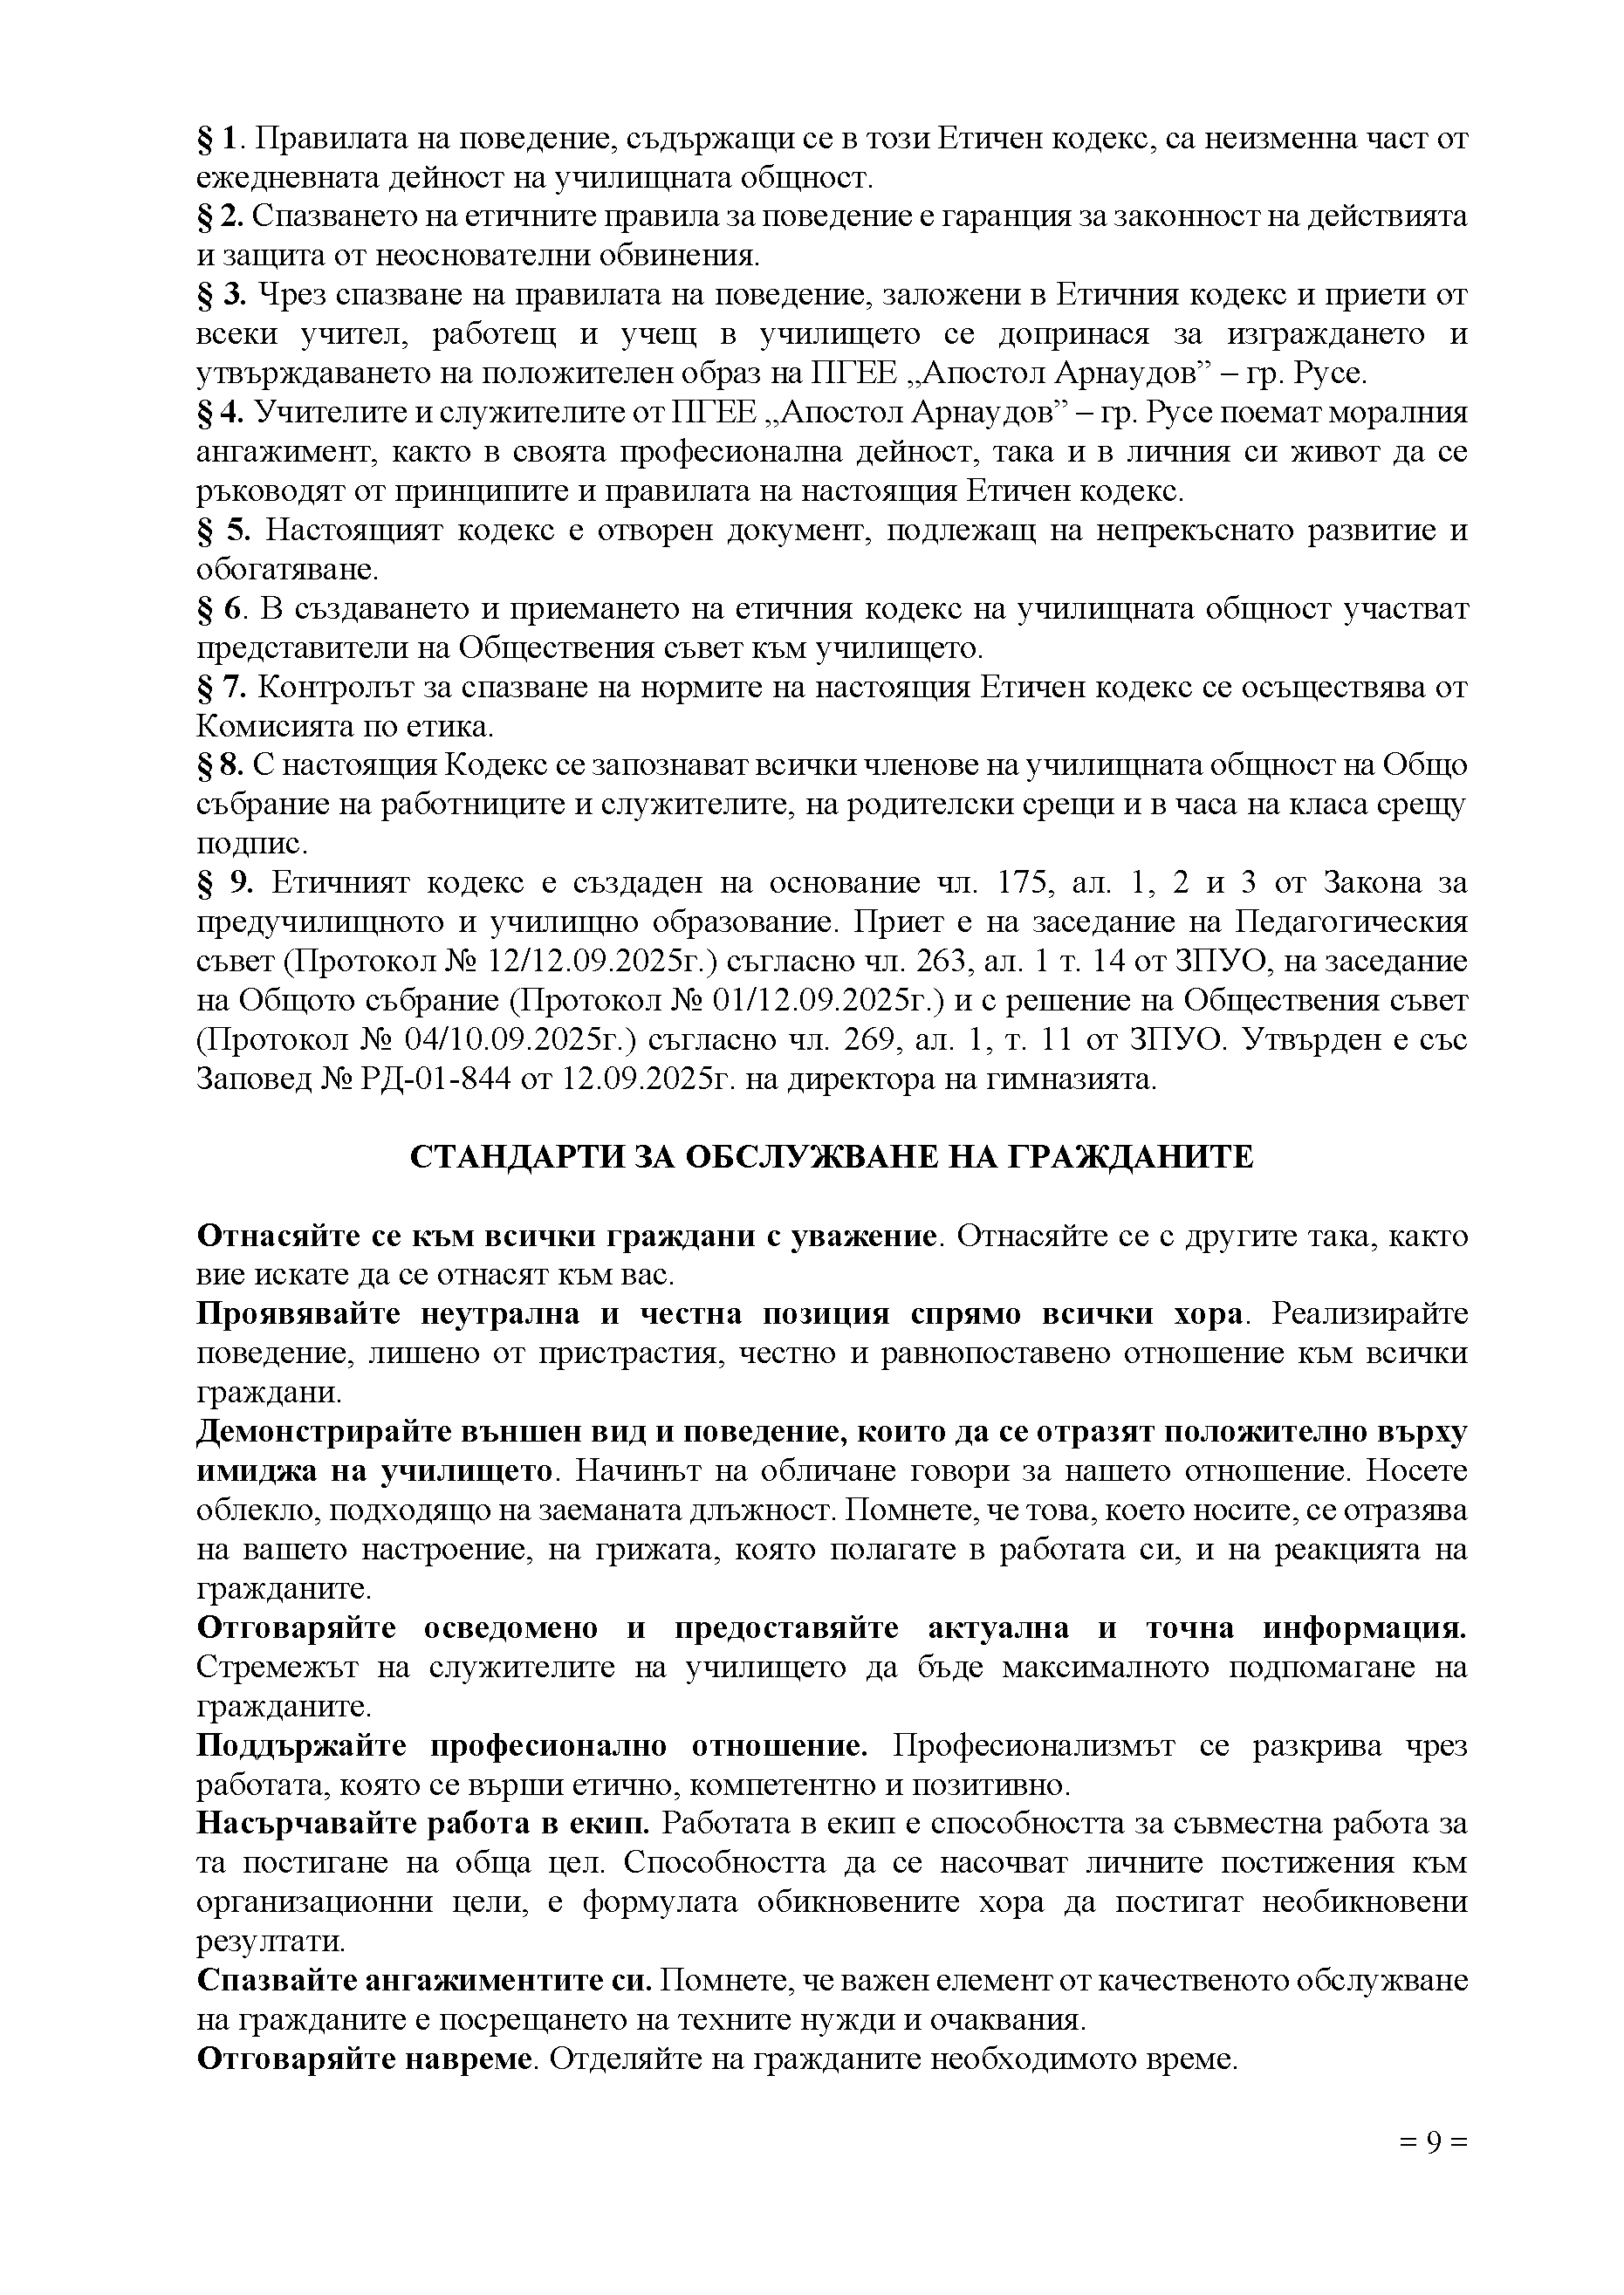 § 1. Правилата на поведение, съдържащи се в този Етичен кодекс, са неизменна част от
ежедневната дейност на училищната общност.
§ 2. Спазването на етичните правила за поведение е гаранция за законност на действията
и защита от неоснователни обвинения.
§ 3. Чрез спазване на правилата на поведение, заложени в Етичния кодекс и приети от
всеки учител, работещ и учещ в училището се допринася за изграждането и
утвърждаването на положителен образ на ПГЕЕ „Апостол Арнаудов” – гр. Русе.
§ 4. Учителите и служителите от ПГЕЕ „Апостол Арнаудов” – гр. Русе поемат моралния
ангажимент, както в своята професионална дейност, така и в личния си живот да се
ръководят от принципите и правилата на настоящия Етичен кодекс.
§ 5. Настоящият кодекс е отворен документ, подлежащ на непрекъснато развитие и
обогатяване.
§ 6. В създаването и приемането на етичния кодекс на училищната общност участват
представители на Обществения съвет към училището.
§ 7. Контролът за спазване на нормите на настоящия Етичен кодекс се осъществява от
Комисията по етика.
§ 8. С настоящия Кодекс се запознават всички членове на училищната общност на Общо
събрание на работниците и служителите, на родителски срещи и в часа на класа срещу
подпис.
§ 9. Етичният кодекс е създаден на основание чл. 175, ал. 1, 2 и 3 от Закона за
предучилищното и училищно образование. Приет е на заседание на Педагогическия
съвет (Протокол № 12/12.09.2025г.) съгласно чл. 263, ал. 1 т. 14 от ЗПУО, на заседание
на Общото събрание (Протокол № 01/12.09.2025г.) и с решение на Обществения съвет
(Протокол № 04/10.09.2025г.) съгласно чл. 269, ал. 1, т. 11 от ЗПУО. Утвърден е със
Заповед № РД-01-844 от 12.09.2025г. на директора на гимназията.
СТАНДАРТИ ЗА ОБСЛУЖВАНЕ НА ГРАЖДАНИТЕ
Отнасяйте се към всички граждани с уважение. Отнасяйте се с другите така, както
вие искате да се отнасят към вас.
Проявявайте неутрална и честна позиция спрямо всички хора. Реализирайте
поведение, лишено от пристрастия, честно и равнопоставено отношение към всички
граждани.
Демонстрирайте външен вид и поведение, които да се отразят положително върху
имиджа на училището. Начинът на обличане говори за нашето отношение. Носете
облекло, подходящо на заеманата длъжност. Помнете, че това, което носите, се отразява
на вашето настроение, на грижата, която полагате в работата си, и на реакцията на
гражданите.
Отговаряйте осведомено и предоставяйте актуална и точна информация.
Стремежът на служителите на училището да бъде максималното подпомагане на
гражданите.
Поддържайте професионално отношение. Професионализмът се разкрива чрез
работата, която се върши етично, компетентно и позитивно.
Насърчавайте работа в екип. Работата в екип е способността за съвместна работа за
та постигане на обща цел. Способността да се насочват личните постижения към
организационни цели, е формулата обикновените хора да постигат необикновени
резултати.
Спазвайте ангажиментите си. Помнете, че важен елемент от качественото обслужване
на гражданите е посрещането на техните нужди и очаквания.
Отговаряйте навреме. Отделяйте на гражданите необходимото време.
= 9 =